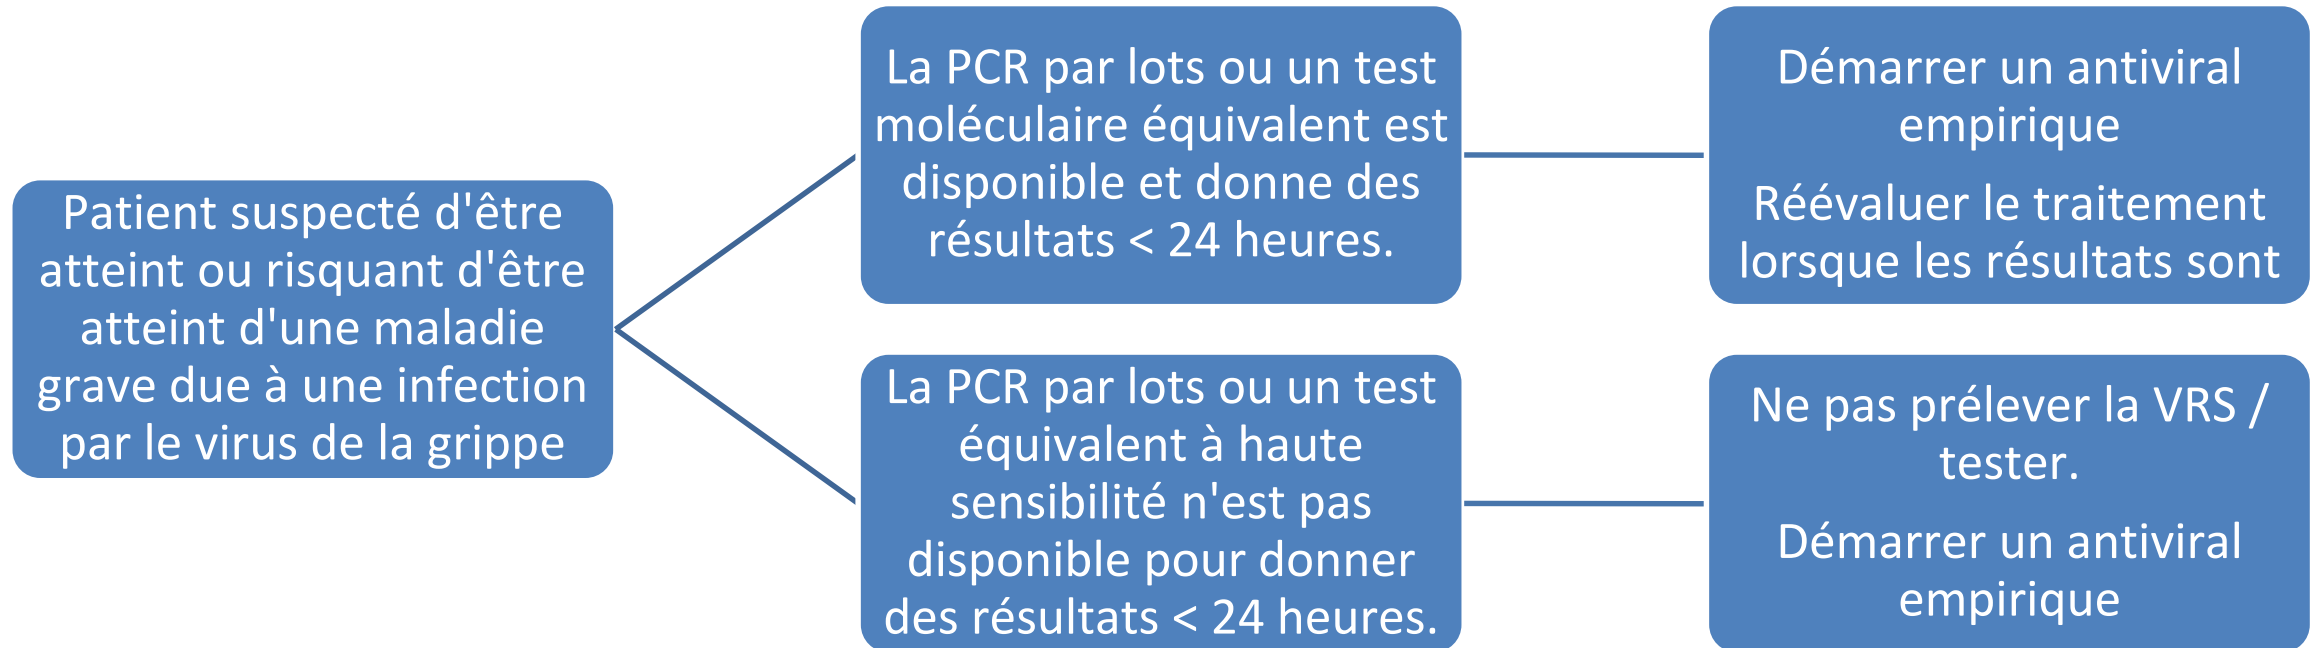 Patient suspecté d'être
atteint ou risquant d'être
atteint d'une maladie
grave due à une infection
par le virus de la grippe
La PCR par lots ou un test
moléculaire équivalent est
disponible et donne des
résultats < 24 heures.
Démarrer un antiviral
empirique
Réévaluer le traitement
lorsque les résultats sont
La PCR par lots ou un test
équivalent à haute
sensibilité n'est pas
disponible pour donner
des résultats < 24 heures.
Ne pas prélever la VRS /
tester.
Démarrer un antiviral
empirique